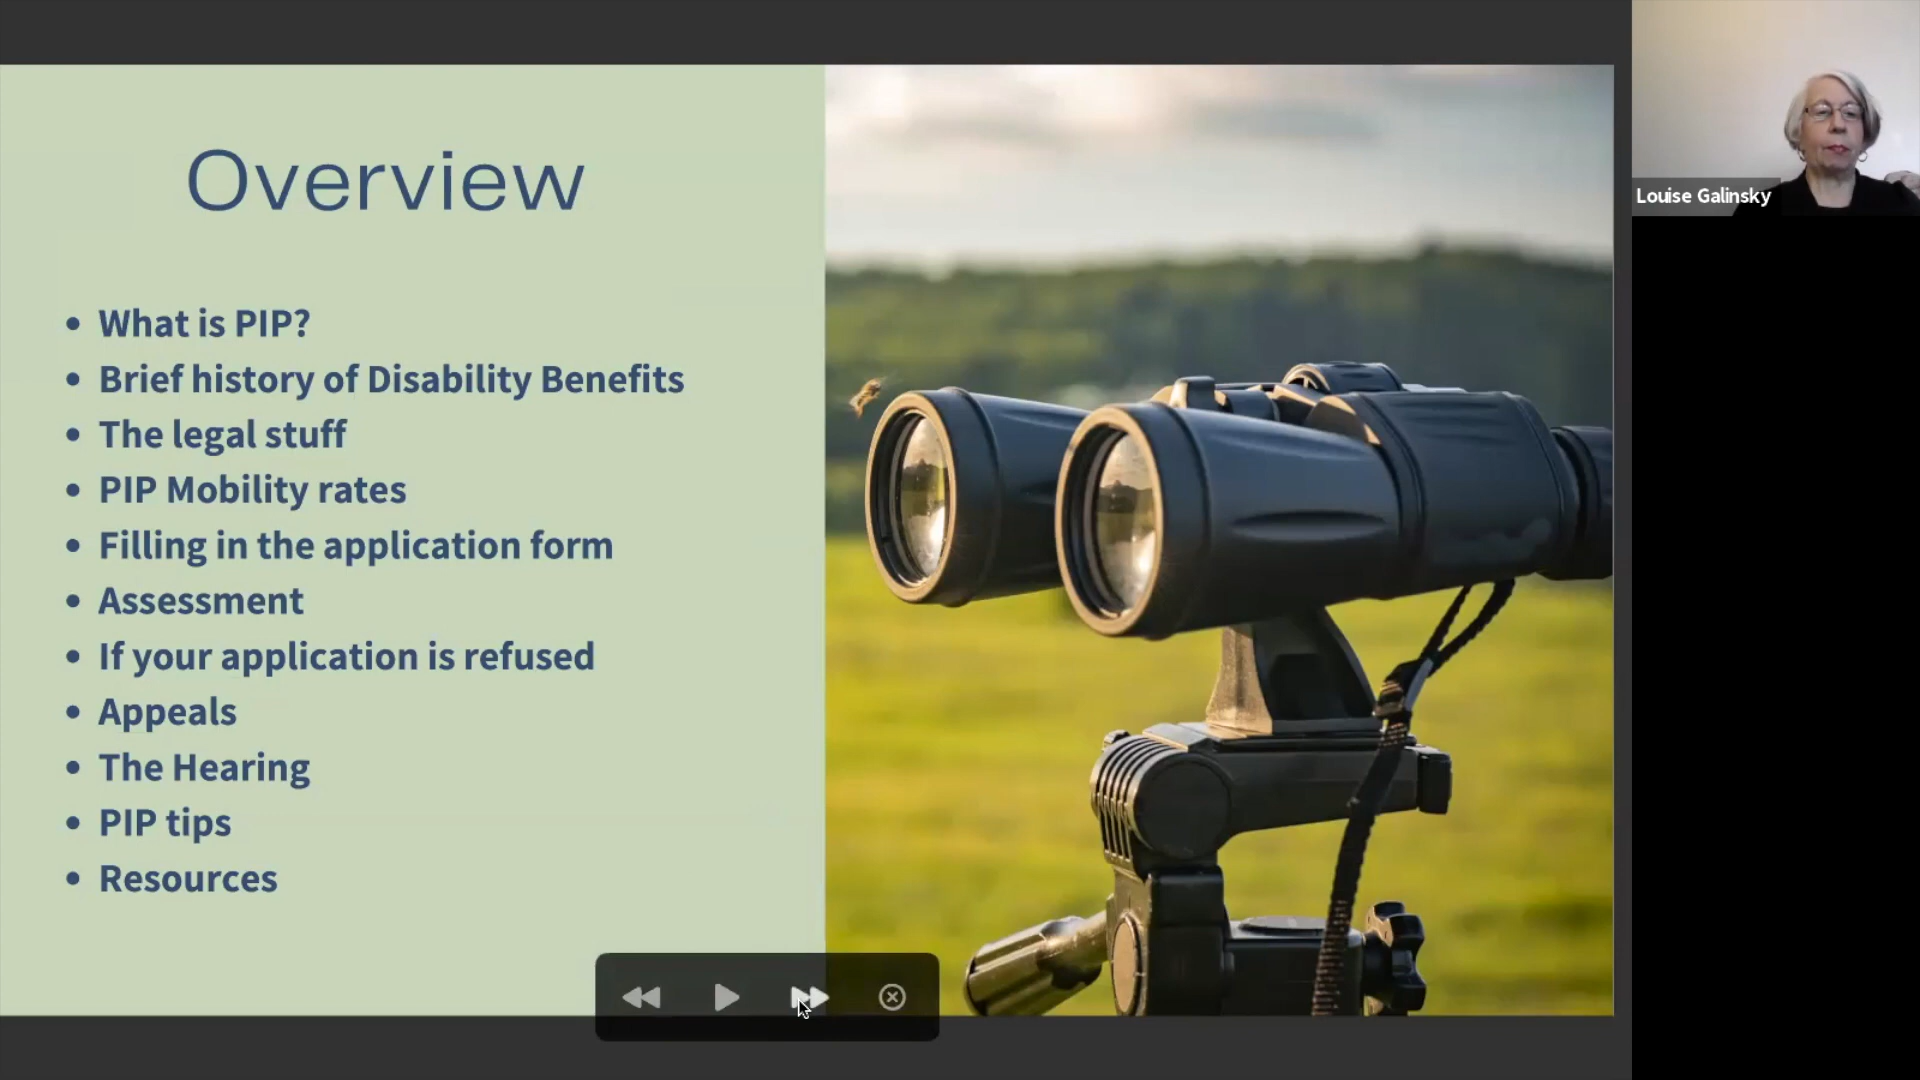 Overview
• What is PIP?
• Brief history of Disability Benefits
• The legal stuff
• PIP Mobility rates
• Filling in the application form
• Assessment
• If your application is refused
• Appeals
• The Hearing
• PIP tips
• Resources
Louise Galinsky